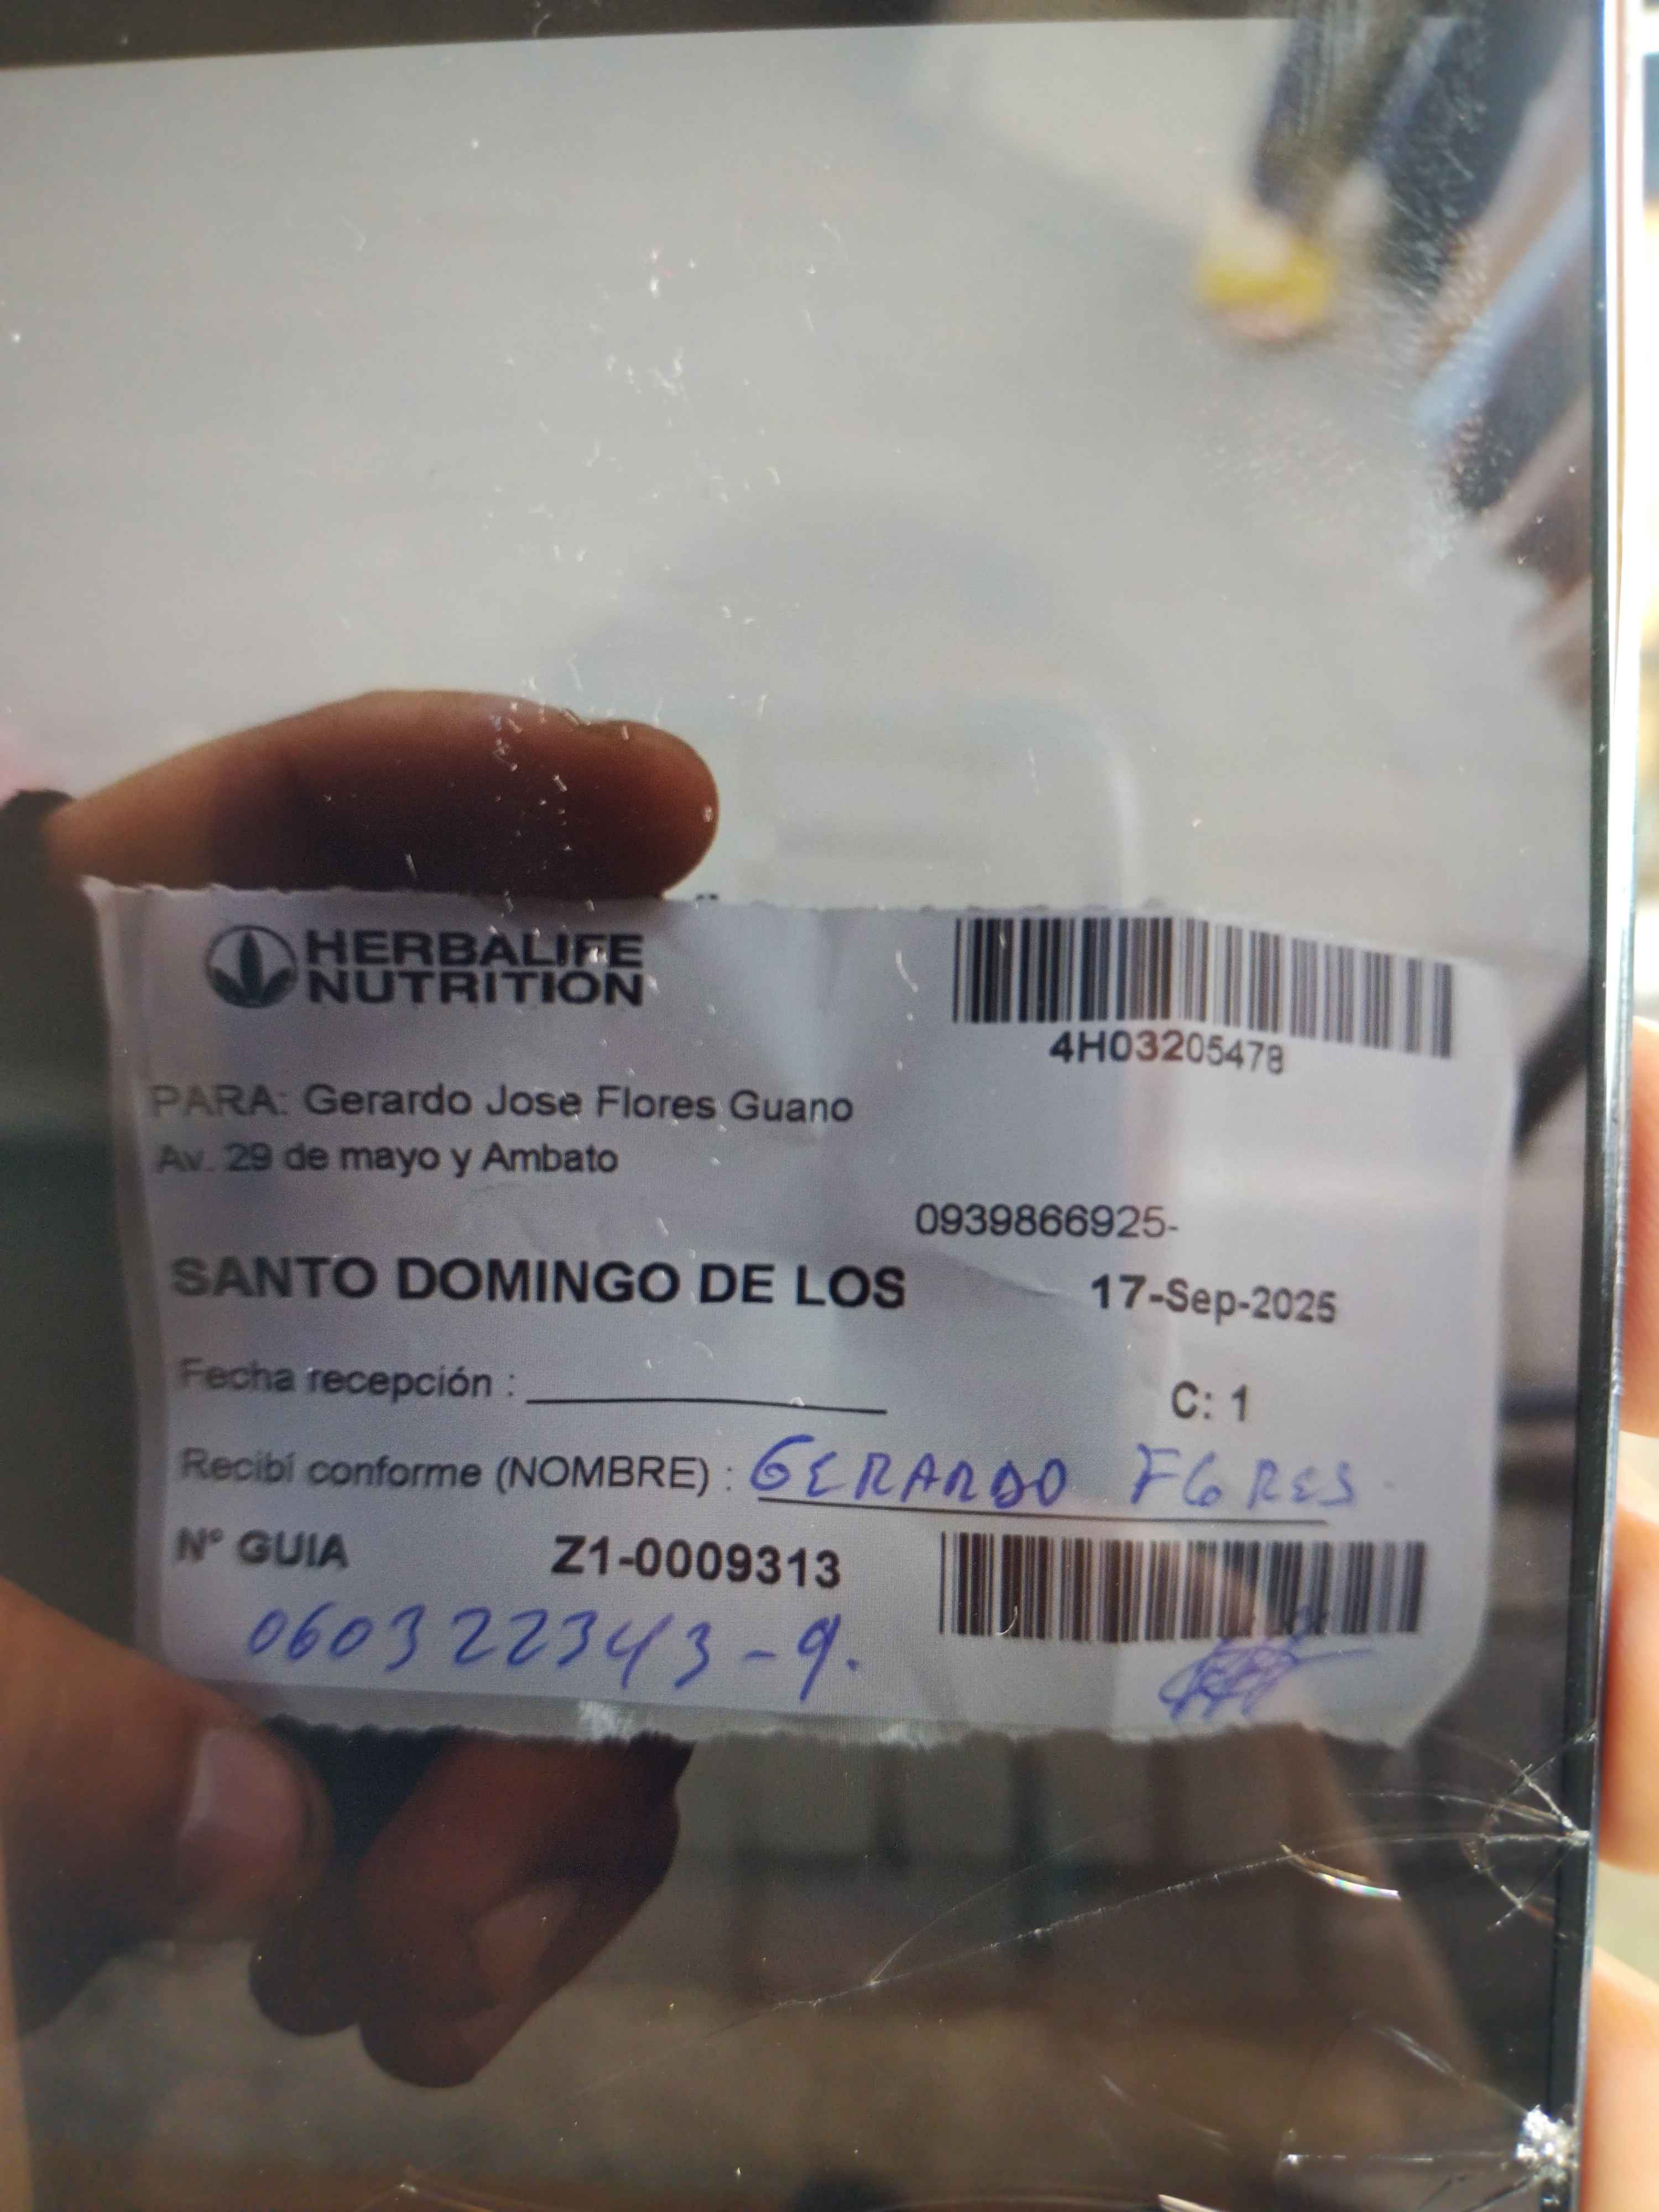 HERBALIFE
NUTRITION
4H03205478
PARA: Gerardo Jose Flores Guano
Av. 29 de mayo y Ambato
0939866925-
SANTO DOMINGO DE LOS
17-Sep-2025
Fecha recepción :
C: 1
Recibí conforme (NOMBRE) : GERARDO FLORES.
N° GUIA Z1-0009313
060322343-9.